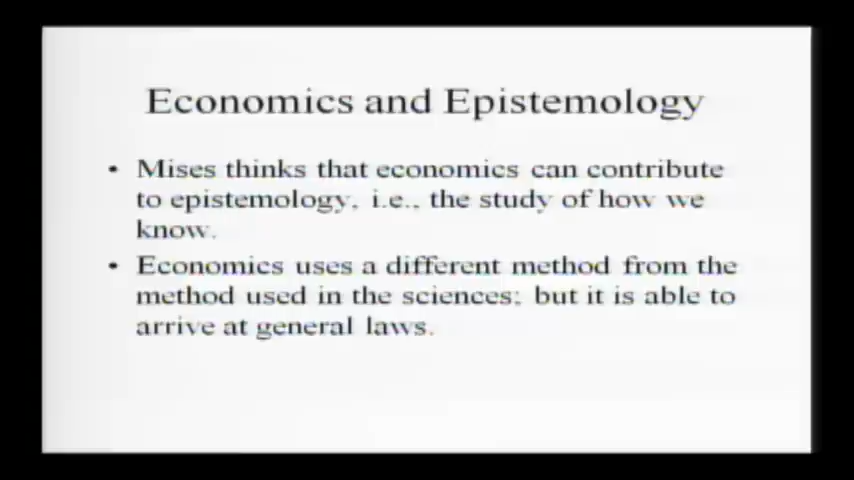 Economics and Epistemology
• Mises thinks that economics can contribute
to epistemology, i.e., the study of how we
know.
• Economics uses a different method from the
method used in the sciences; but it is able to
arrive at general laws.